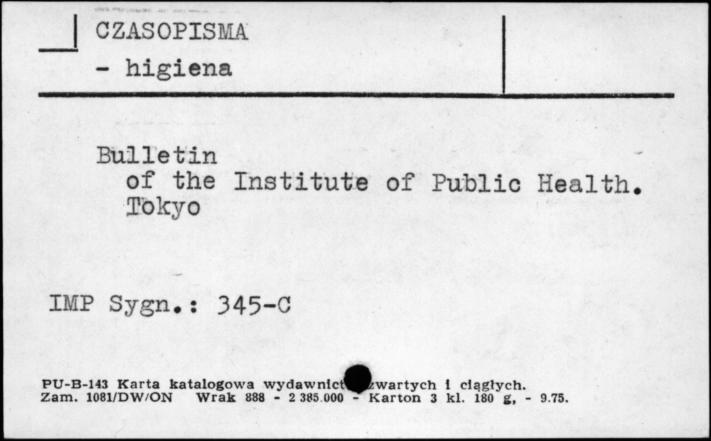 CZASOPISMA
- higiena
Bulletin
of the Institute of Public Health.
Tokyo
IMP Sygn.: 345-C
PU-B-143 Karta katalogowa wydawnict zwartych i ciągłych.
Zam. 1081/DW/ON Wrak 888 - 2 385.000 - Karton 3 kl. 180 g, - 9.75.